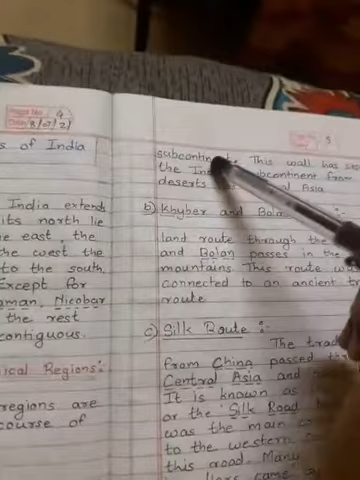 Page No. 4
Date 8/07/21
s of India
India extends
its north lie
e east, the
he west the
to the south.
Except for
aman, Nicobar
the rest
contiguous.
ical Regions:-
regions are
course of
5
This wall has
the subcontinent from
deserts Asia
b) Khyber and :-
land route through the
and Bolan passes in the
mountains. This route
connected to an ancient
route.
c) Silk Route :-
The
from China passed
Central Asia and
It is known as
or the Silk Road
was the main
to the western
this road. Many
came